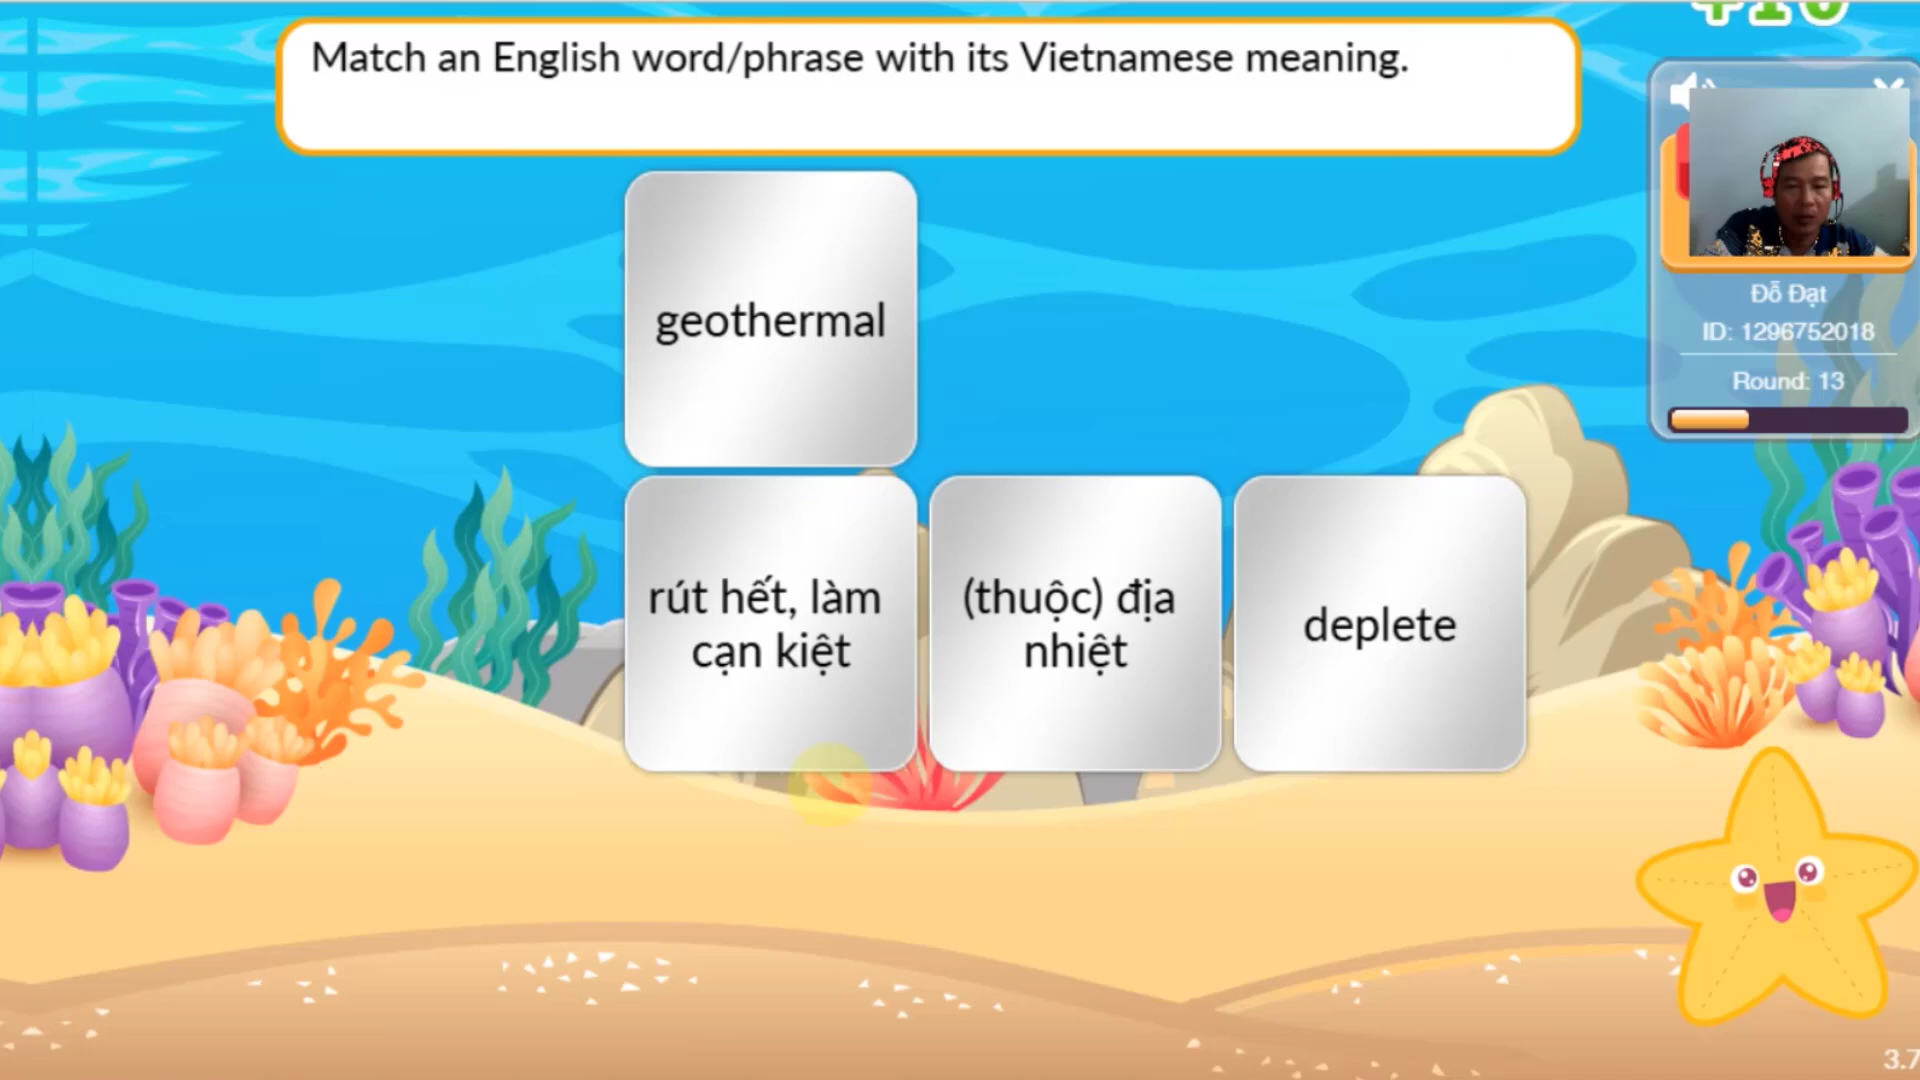 Match an English word/phrase with its Vietnamese meaning.
+10
geothermal
Đỗ Đạt
ID: 1296752018
Round: 13
rút hết, làm
cạn kiệt
(thuộc) địa
nhiệt
deplete
3.7